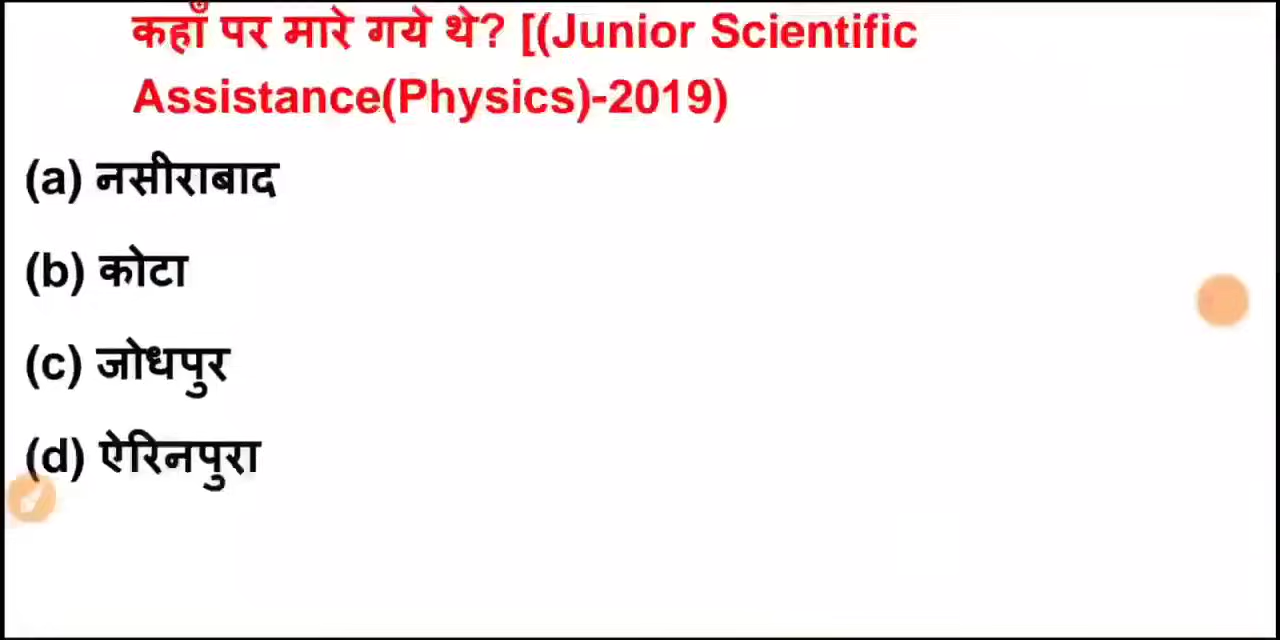 कहाँ पर मारे गये थे? [(Junior Scientific
Assistance(Physics)-2019)
(a) नसीराबाद
(b) कोटा
(c) जोधपुर
(d) ऐरिनपुरा